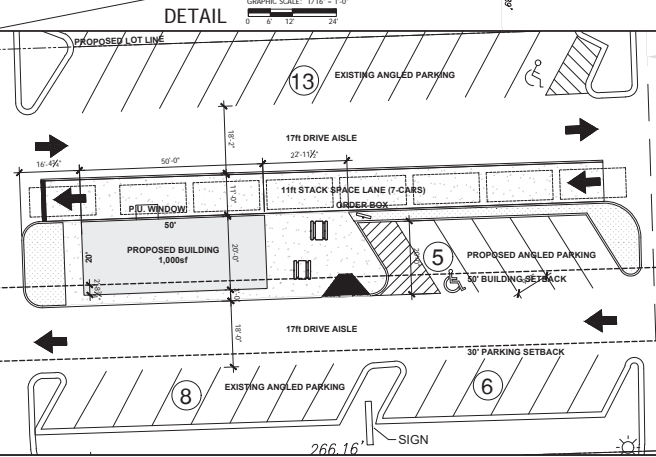 DETAIL
GRAPHIC SCALE: 1/16" = 1'-0"
0 6' 12' 24'
PROPOSED LOT LINE
13
EXISTING ANGLED PARKING
17ft DRIVE AISLE
18'-2"
16'-4¼"
50'-0"
22'-11½"
11'-0"
11ft STACK SPACE LANE (7-CARS)
ORDER BOX
P.U. WINDOW
50'
PROPOSED BUILDING
1,000sf
20'
20'-0"
5
PROPOSED ANGLED PARKING
50' BUILDING SETBACK
18'-0"
17ft DRIVE AISLE
30' PARKING SETBACK
8
EXISTING ANGLED PARKING
6
SIGN
266.16'